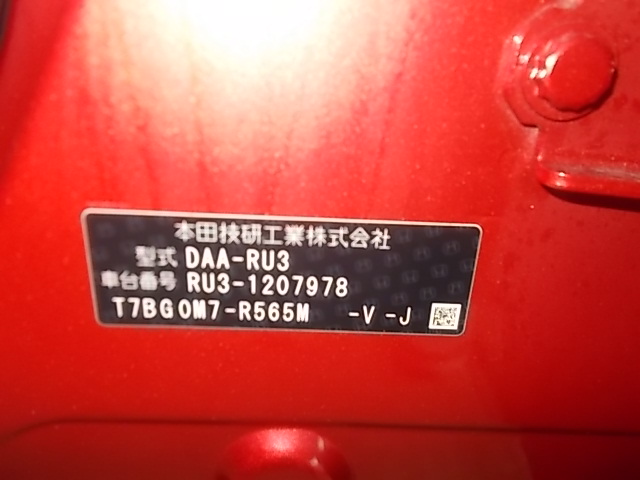 本田技研工業株式会社
型式 DAA-RU3
車台番号 RU3-1207978
T7BG0M7-R565M -V -J